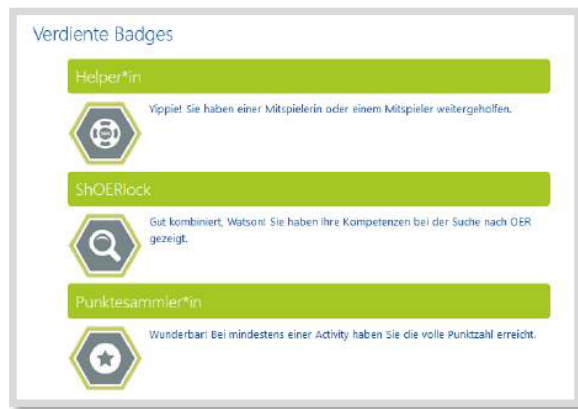 Verdiente Badges
Helper*in
Yippie! Sie haben einer Mitspielerin oder einem Mitspieler weitergeholfen.
ShOERlock
Gut kombiniert, Watson! Sie haben Ihre Kompetenzen bei der Suche nach OER
gezeigt.
Punktesammler*in
Wunderbar! Bei mindestens einer Activity haben Sie die volle Punktzahl erreicht.